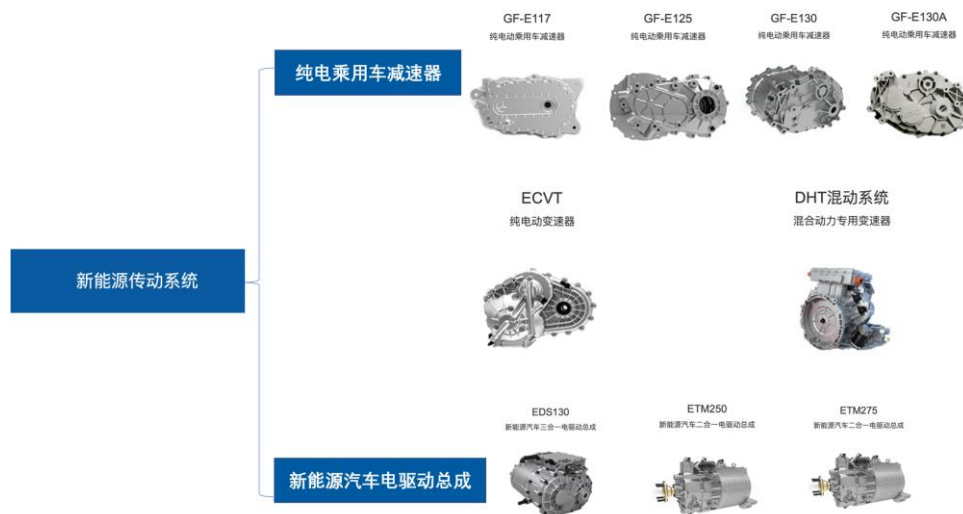 GF-E117
GF-E125
GF-E130
GF-E130A
纯电动乘用车减速器
纯电动乘用车减速器
纯电动乘用车减速器
纯电动乘用车减速器
纯电乘用车减速器
ECVT
DHT混动系统
纯电动变速器
混合动力专用变速器
新能源传动系统
EDS130
ETM250
ETM275
新能源汽车三合一电驱动总成
新能源汽车二合一电驱动总成
新能源汽车二合一电驱动总成
新能源汽车电驱动总成